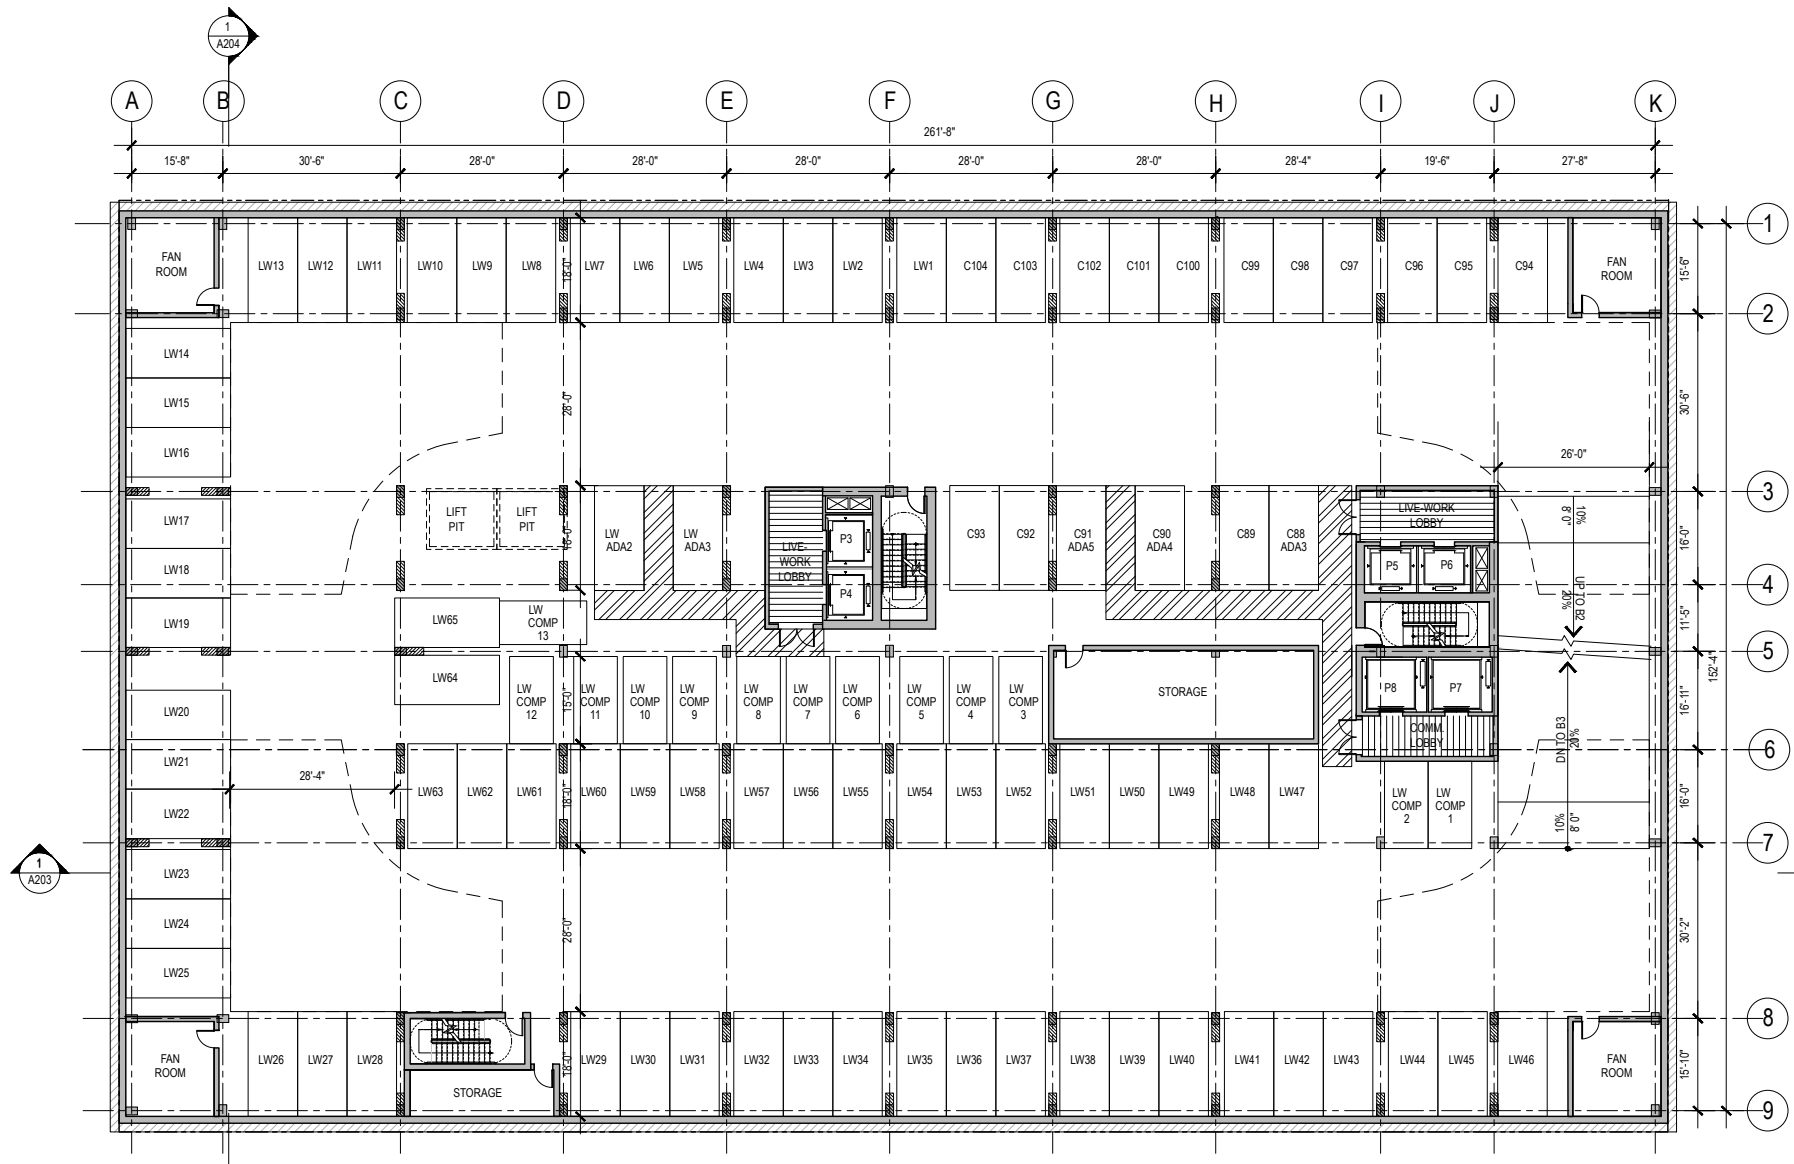 1
A204
A
B
C
D
E
F
G
H
I
J
K
261'-8"
15'-8"
30'-6"
28'-0"
28'-0"
28'-0"
28'-0"
28'-0"
28'-4"
19'-6"
27'-8"
1
2
3
4
5
6
7
8
9
15'-6"
30'-6"
16'-0"
11'-5"
16'-11"
16'-0"
30'-2"
15'-10"
152'-4"
FAN
ROOM
LW13
LW12
LW11
LW10
LW9
LW8
18'-0"
LW7
LW6
LW5
LW4
LW3
LW2
LW1
C104
C103
C102
C101
C100
C99
C98
C97
C96
C95
C94
FAN
ROOM
LW14
LW15
LW16
LW17
LW18
LW19
LW20
LW21
LW22
LW23
LW24
LW25
28'-0"
26'-0"
LIFT
PIT
LIFT
PIT
18'-0"
LW
ADA2
LW
ADA3
LIVE-
WORK
LOBBY
P3
P4
C93
C92
C91
ADA5
C90
ADA4
C89
C88
ADA3
LIVE-WORK
LOBBY
P5
P6
10%
8'-0"
UP TO B2
20%
LW65
LW
COMP
13
LW64
LW
COMP
12
LW
COMP
11
15'-0"
LW
COMP
10
LW
COMP
9
LW
COMP
8
LW
COMP
7
LW
COMP
6
LW
COMP
5
LW
COMP
4
LW
COMP
3
STORAGE
P8
P7
COMM.
LOBBY
DN TO B3
20%
10%
8'-0"
28'-4"
LW63
LW62
LW61
18'-0"
LW60
LW59
LW58
LW57
LW56
LW55
LW54
LW53
LW52
LW51
LW50
LW49
LW48
LW47
LW
COMP
2
LW
COMP
1
1
A203
28'-0"
FAN
ROOM
LW26
LW27
LW28
STORAGE
18'-0"
LW29
LW30
LW31
LW32
LW33
LW34
LW35
LW36
LW37
LW38
LW39
LW40
LW41
LW42
LW43
LW44
LW45
LW46
FAN
ROOM